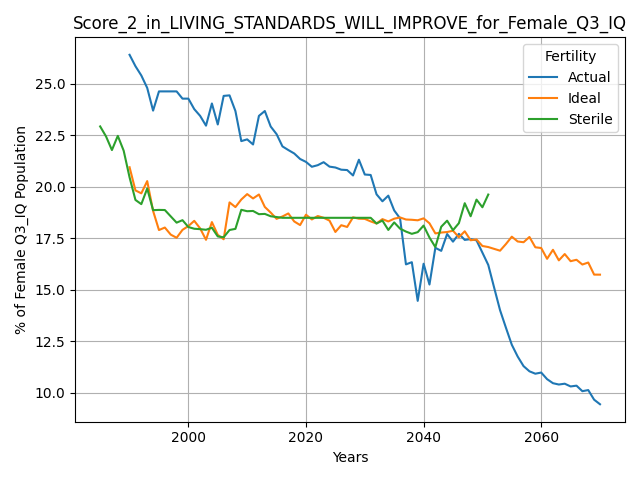 Score_2_in_LIVING_STANDARDS_WILL_IMPROVE_for_Female_Q3_IQ
Fertility
Actual
Ideal
Sterile
% of Female Q3_IQ Population
25.0
22.5
20.0
17.5
15.0
12.5
10.0
2000
2020
2040
2060
Years